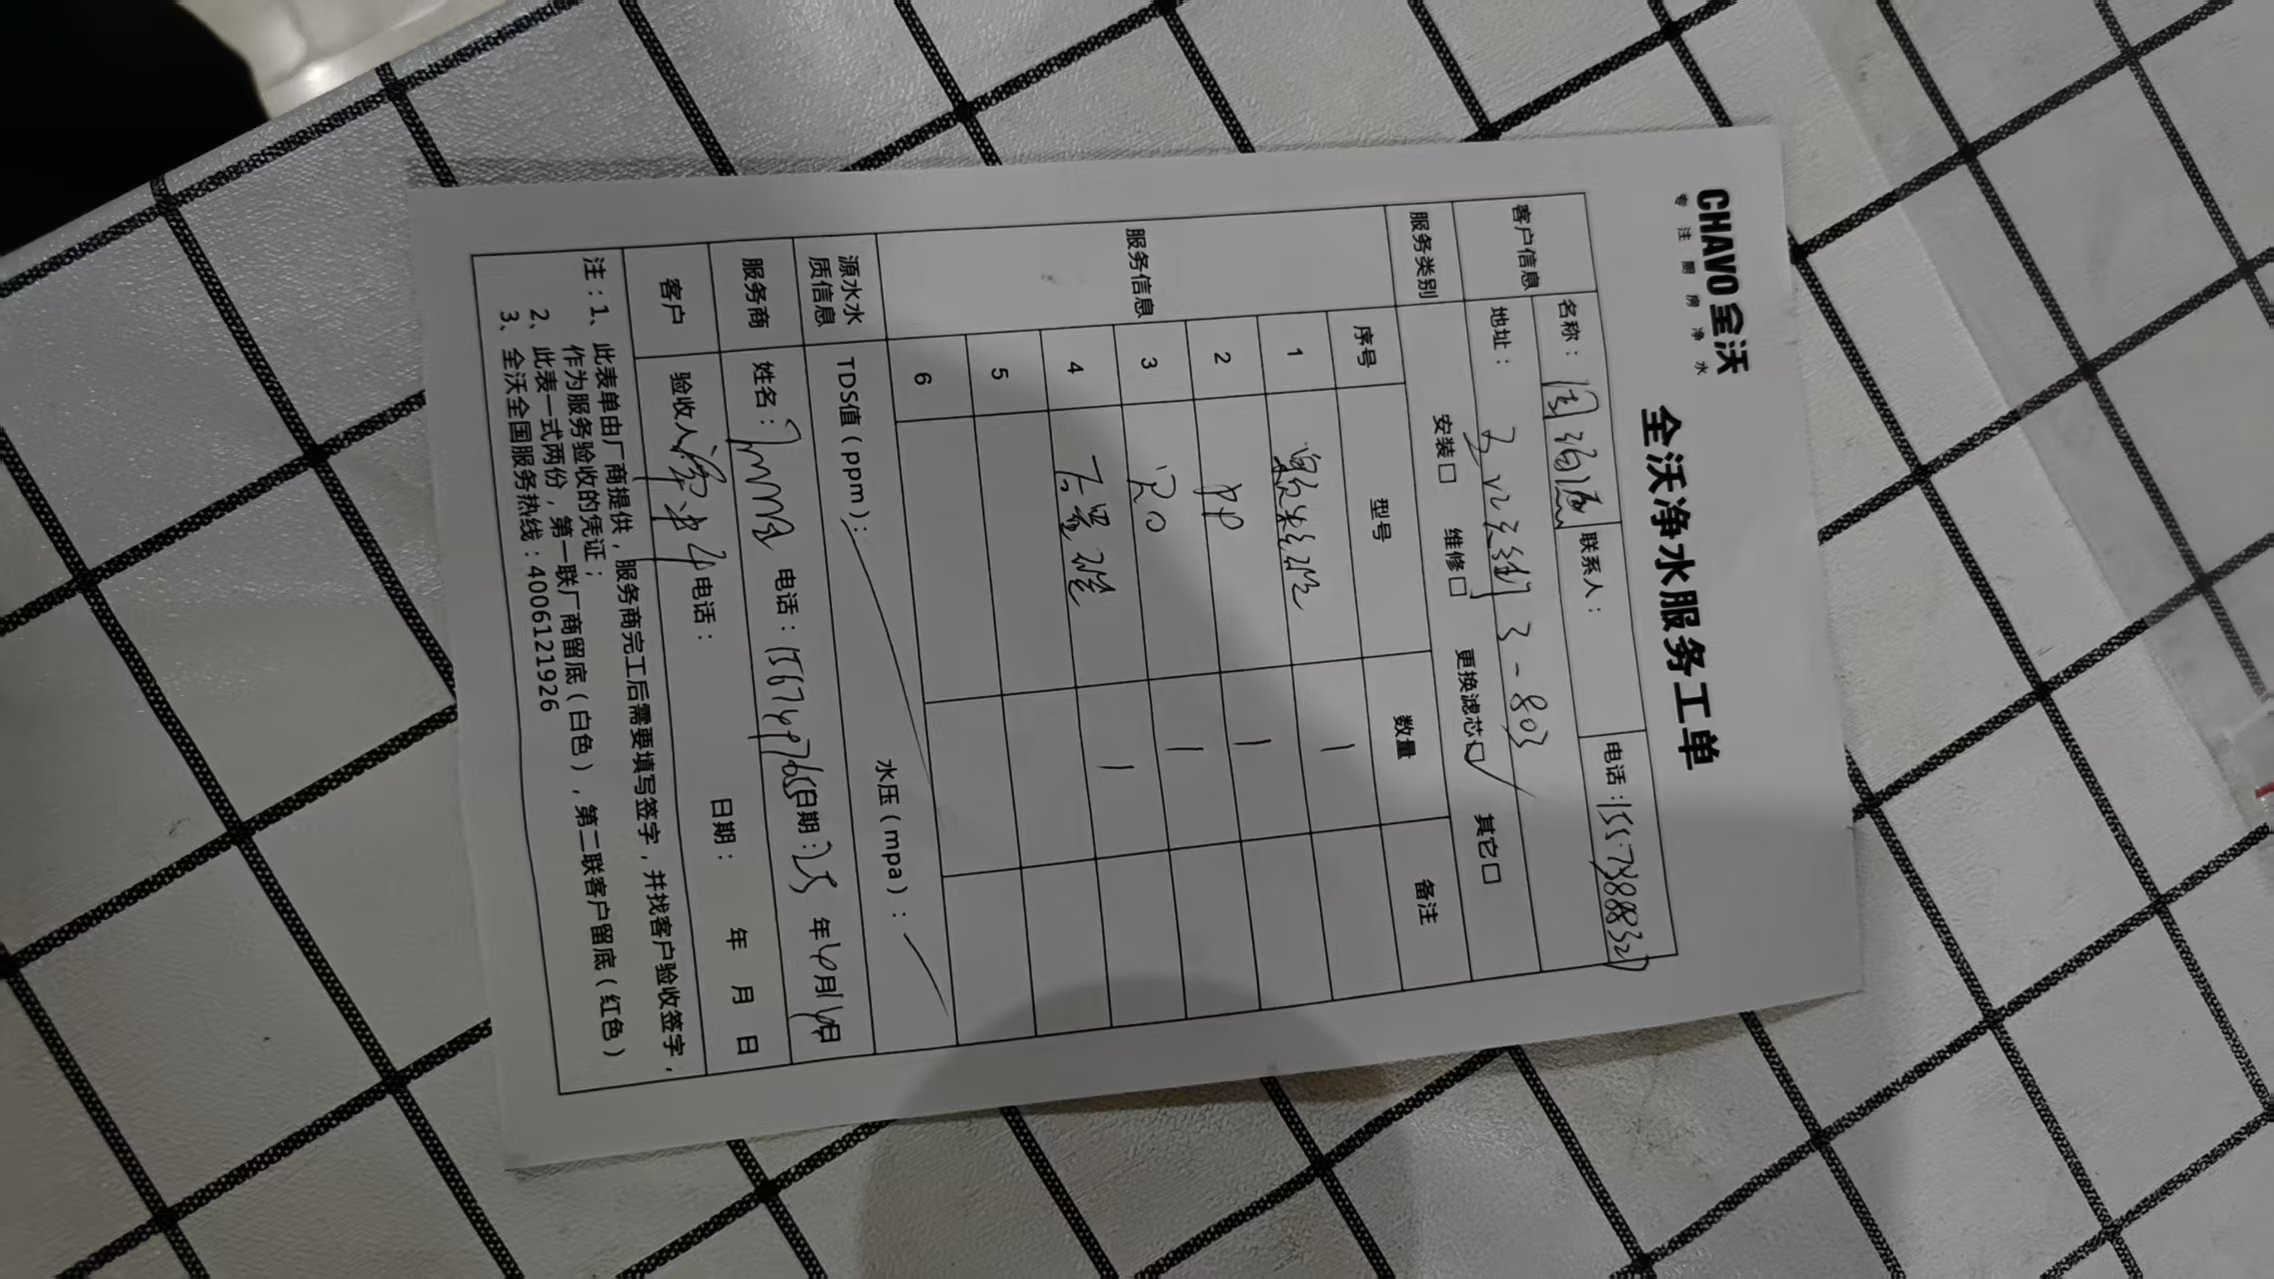 CHAVO全沃
专注厨房净水
全沃净水服务工单
客户信息 名称： 联系人： 电话：
地址： 3-803
服务类别 安装□ 维修□ 更换滤芯☑ 其它□
服务信息 序号 型号 数量 备注
1 1
2 PP 1
3 RO 1
4 后置 1
5
6
源水水质信息 TDS值（ppm）： 水压（mpa）：
服务商 姓名： 电话： 日期：25年 月 日
客户 验收人 电话： 日期： 年 月 日
注：1、此表单由厂商提供，服务商完工后需要填写签字，并找客户验收签字，
作为服务验收的凭证；
2、此表一式两份，第一联厂商留底（白色），第二联客户留底（红色）
3、全沃全国服务热线：4006121926